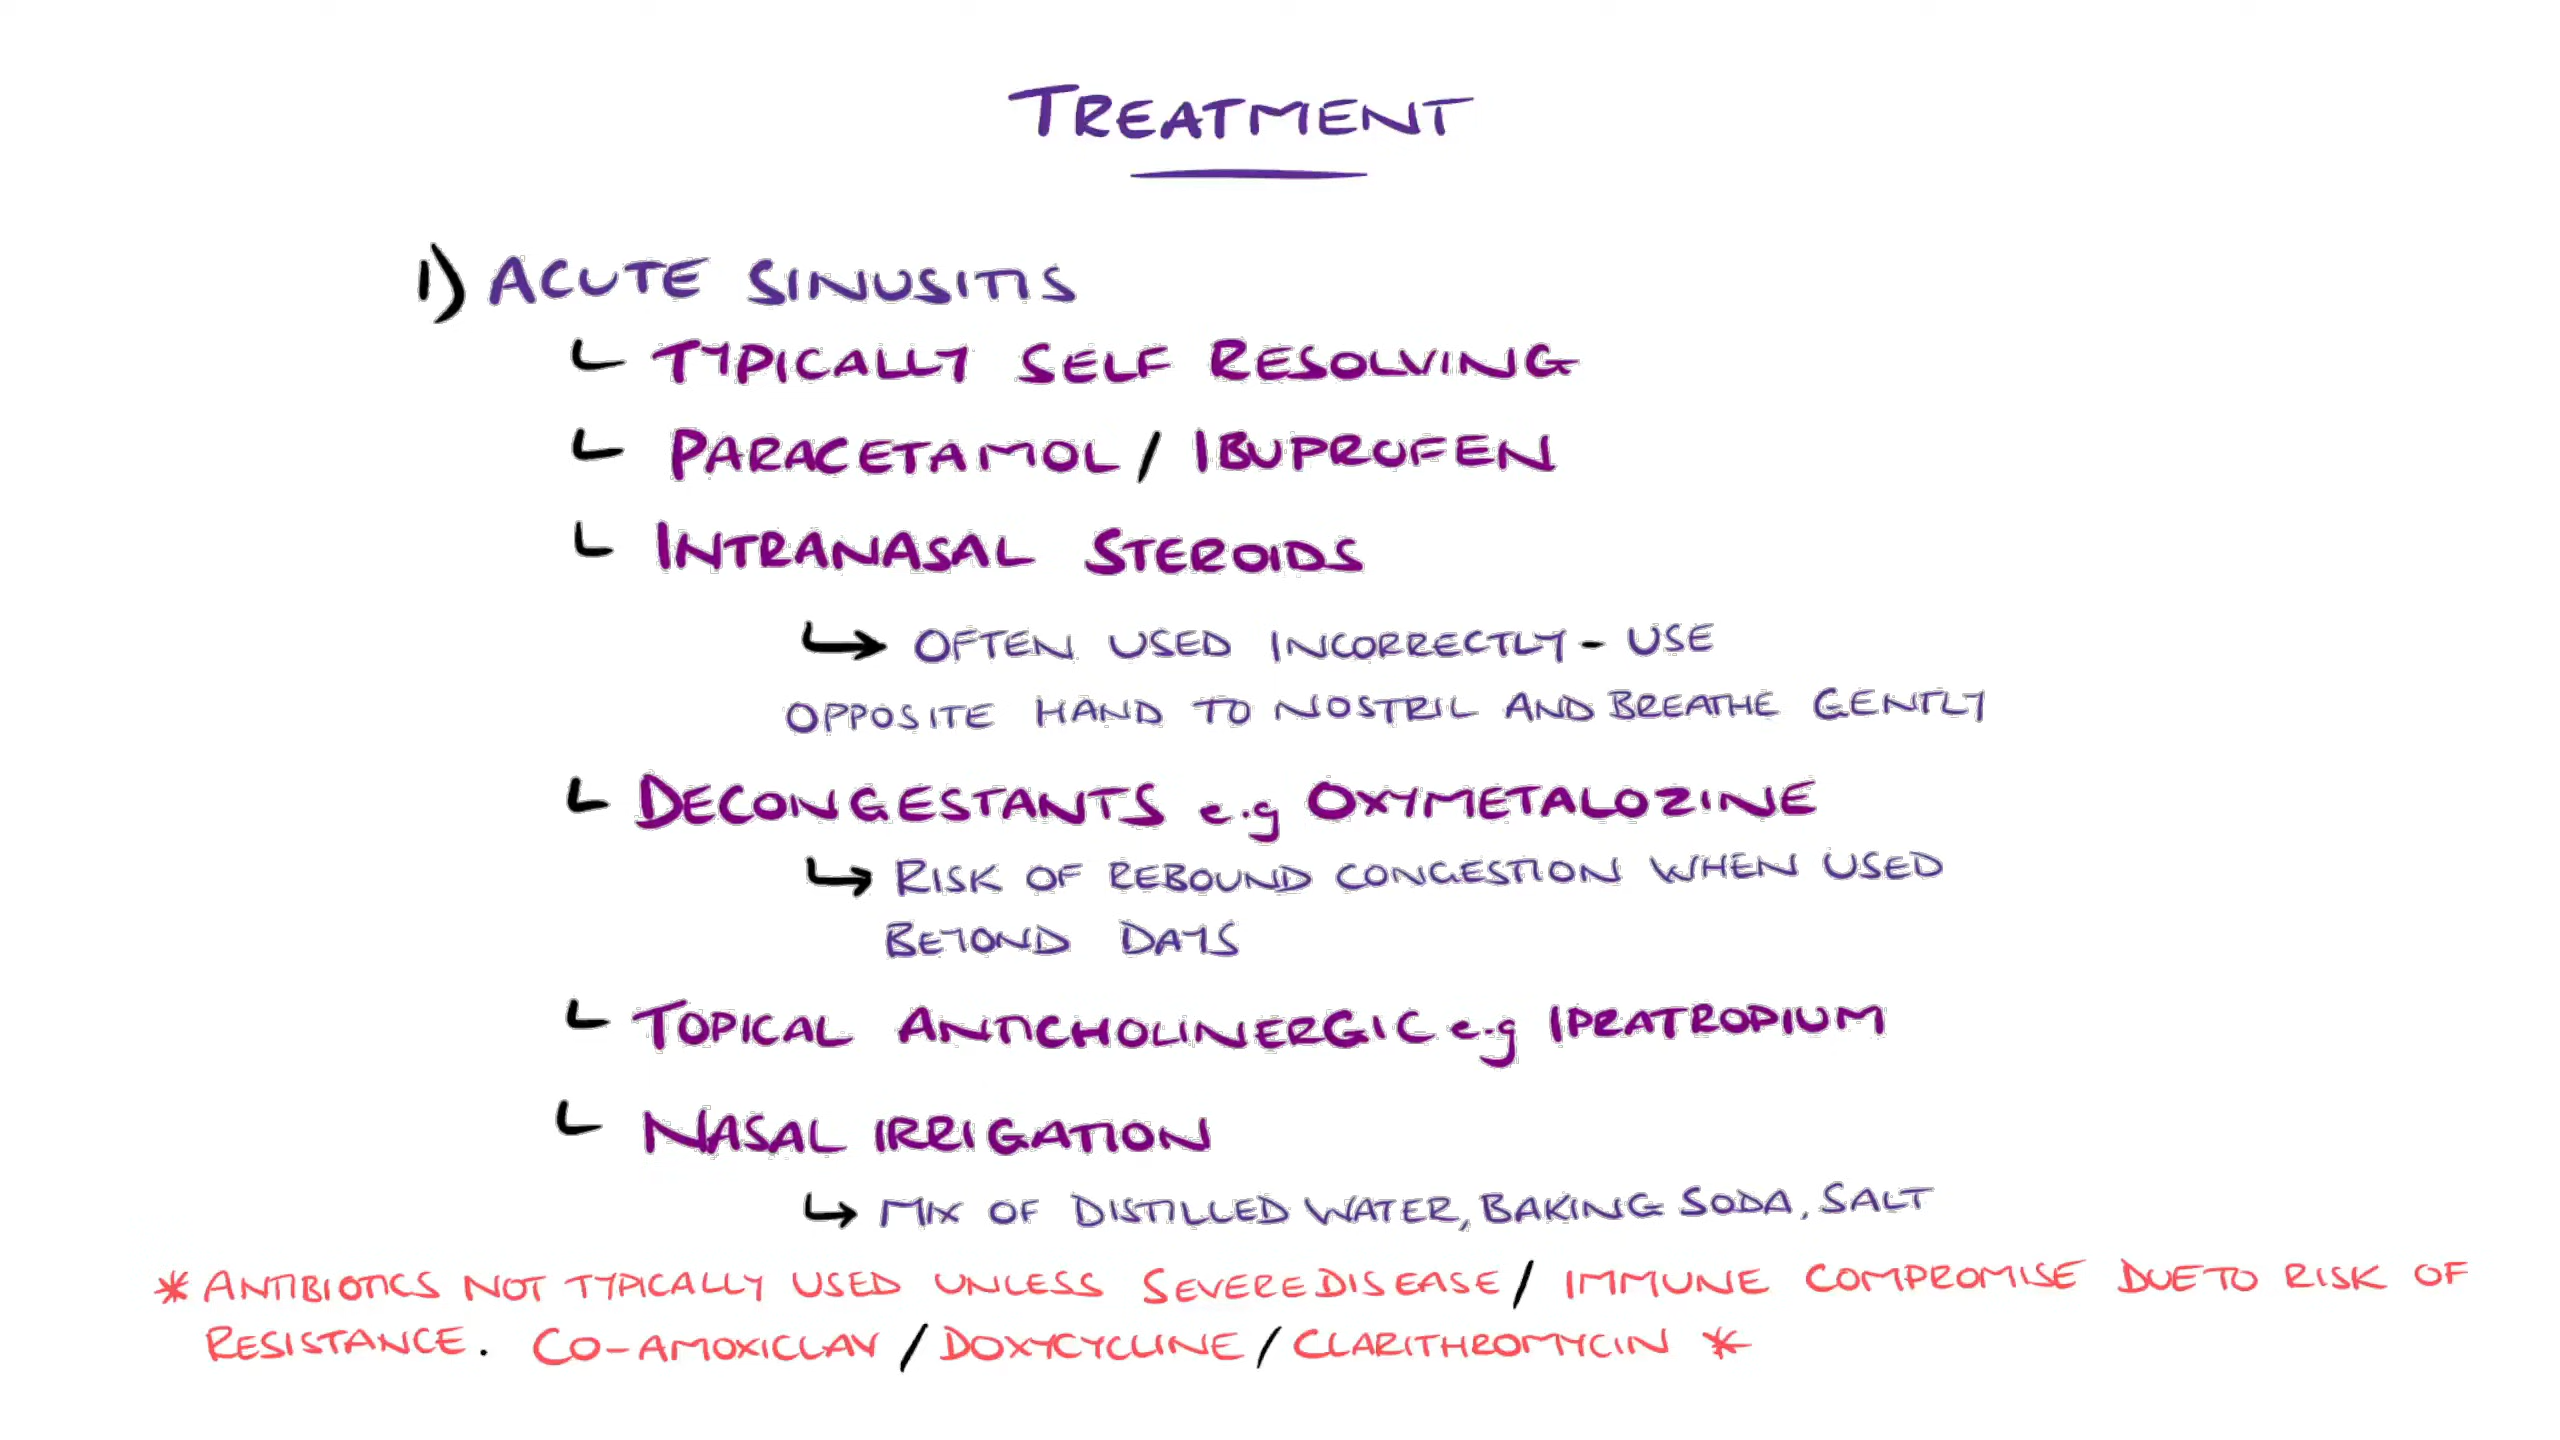 TREATMENT
1) ACUTE SINUSITIS
TYPICALLY SELF RESOLVING
PARACETAMOL / IBUPROFEN
INTRANASAL STEROIDS
OFTEN USED INCORRECTLY - USE
OPPOSITE HAND TO NOSTRIL AND BREATHE GENTLY
DECONGESTANTS e.g OXYMETALOZINE
RISK OF REBOUND CONGESTION WHEN USED
BEYOND DAYS
TOPICAL ANTICHOLINERGIC e.g IPRATROPIUM
NASAL IRRIGATION
MIX OF DISTILLED WATER, BAKING SODA, SALT
* ANTIBIOTICS NOT TYPICALLY USED UNLESS SEVERE DISEASE / IMMUNE COMPROMISE DUE TO RISK OF
RESISTANCE. CO-AMOXICLAV / DOXYCYCLINE / CLARITHROMYCIN *